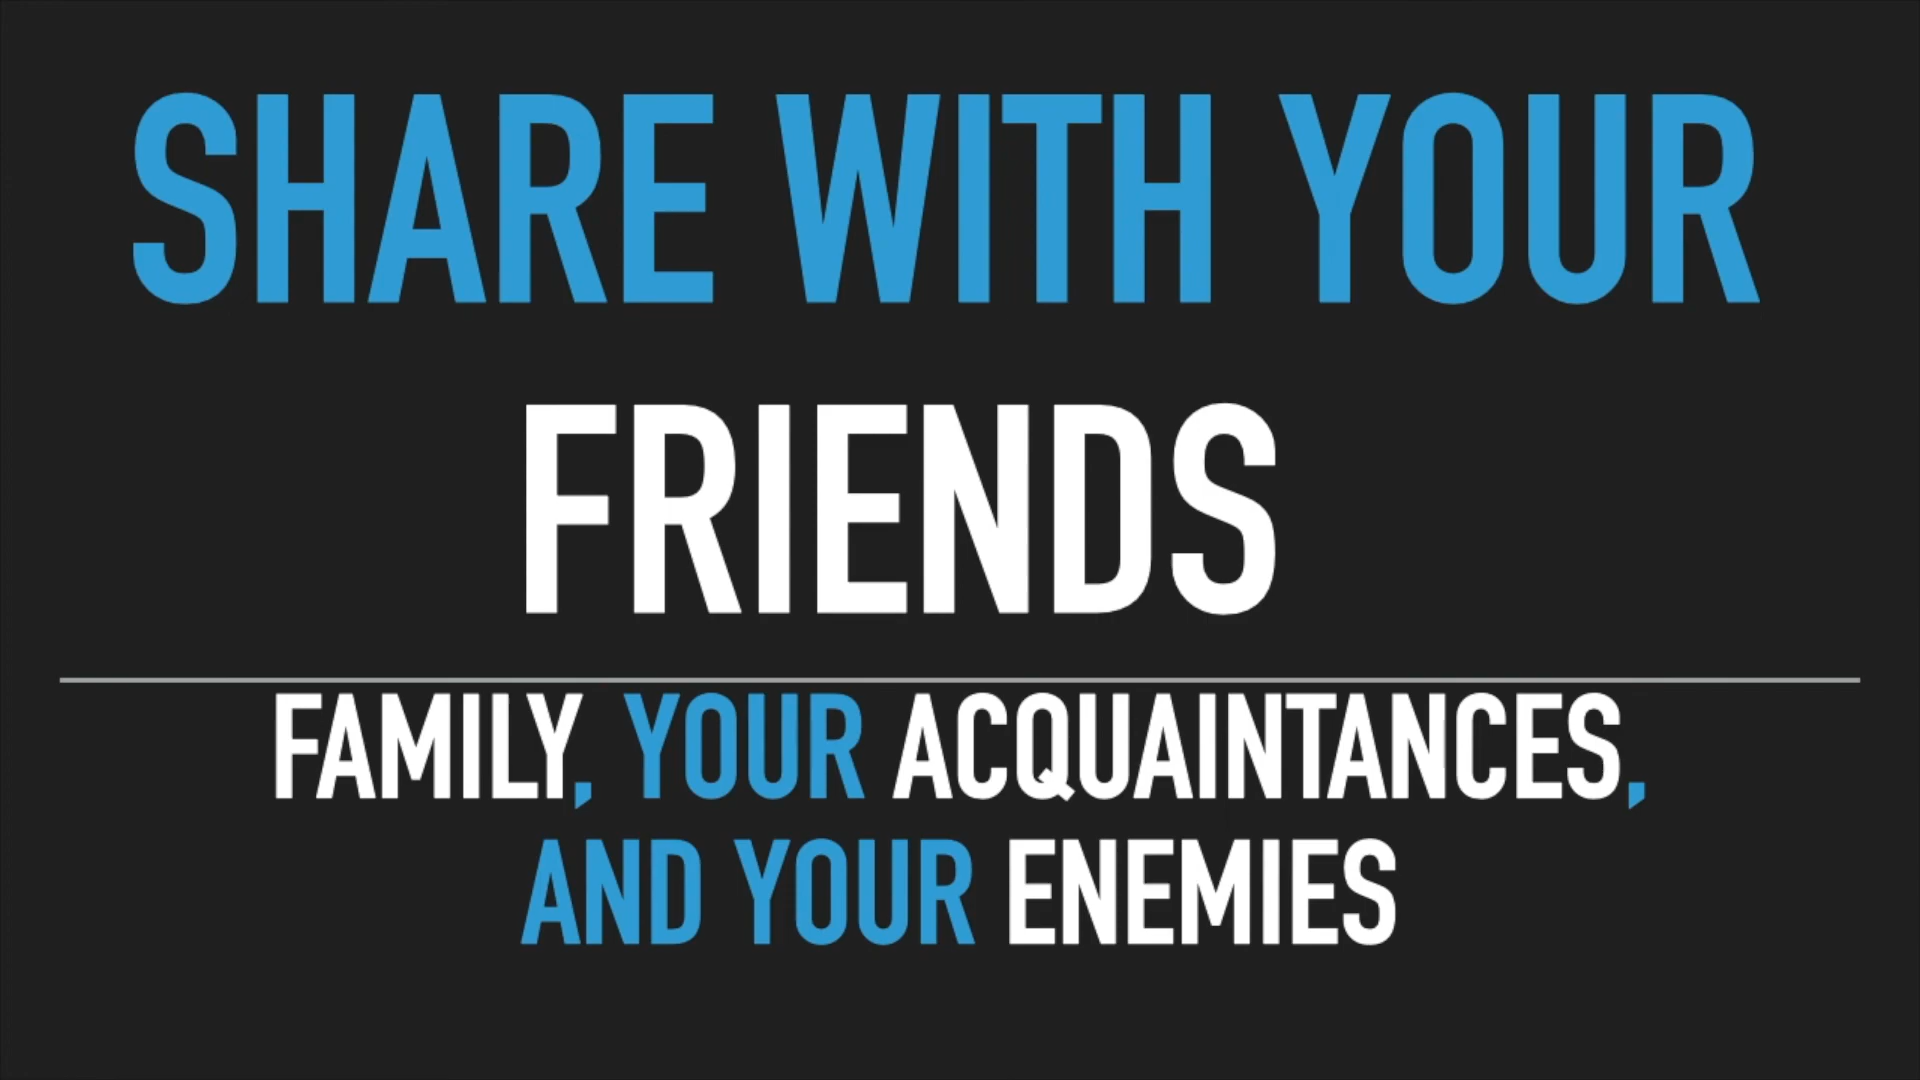 SHARE WITH YOUR
FRIENDS
FAMILY, YOUR ACQUAINTANCES,
AND YOUR ENEMIES